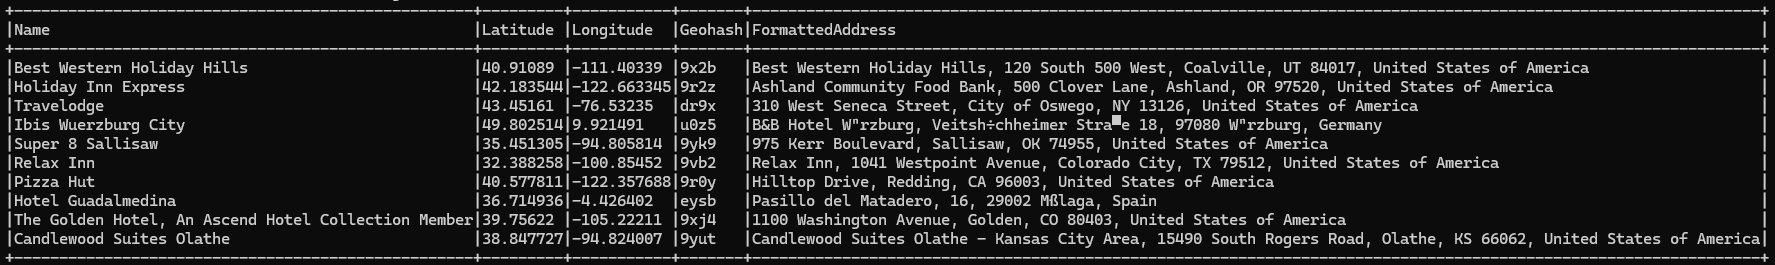 |Name |Latitude |Longitude |Geohash|FormattedAddress |
|Best Western Holiday Hills |40.91089 |-111.40339 |9x2b |Best Western Holiday Hills, 120 South 500 West, Coalville, UT 84017, United States of America |
|Holiday Inn Express |42.183544|-122.663345|9r2z |Ashland Community Food Bank, 500 Clover Lane, Ashland, OR 97520, United States of America |
|Travelodge |43.45161 |-76.53235 |dr9x |310 West Seneca Street, City of Oswego, NY 13126, United States of America |
|Ibis Wuerzburg City |49.802514|9.921491 |u0z5 |B&B Hotel Wⁿrzburg, Veitsh÷chheimer Stra▀e 18, 97080 Wⁿrzburg, Germany |
|Super 8 Sallisaw |35.451305|-94.805814 |9yk9 |975 Kerr Boulevard, Sallisaw, OK 74955, United States of America |
|Relax Inn |32.388258|-100.85452 |9vb2 |Relax Inn, 1041 Westpoint Avenue, Colorado City, TX 79512, United States of America |
|Pizza Hut |40.577811|-122.357688|9r0y |Hilltop Drive, Redding, CA 96003, United States of America |
|Hotel Guadalmedina |36.714936|-4.426402 |eysb |Pasillo del Matadero, 16, 29002 Mßlaga, Spain |
|The Golden Hotel, An Ascend Hotel Collection Member|39.75622 |-105.22211 |9xj4 |1100 Washington Avenue, Golden, CO 80403, United States of America |
|Candlewood Suites Olathe |38.847727|-94.824007 |9yut |Candlewood Suites Olathe - Kansas City Area, 15490 South Rogers Road, Olathe, KS 66062, United States of America|